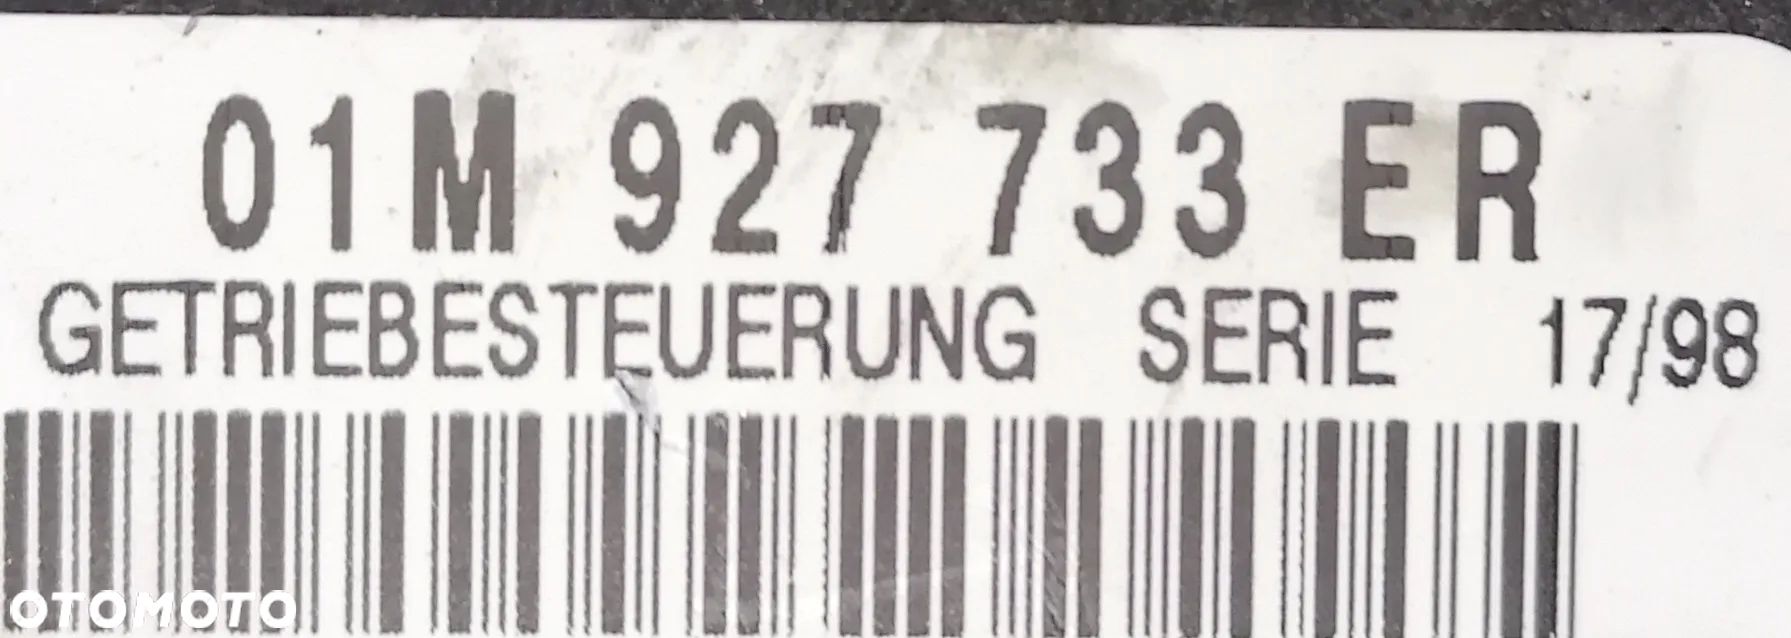 01M 927 733 ER
GETRIEBESTEUERUNG SERIE 17/98
OTOMOTO